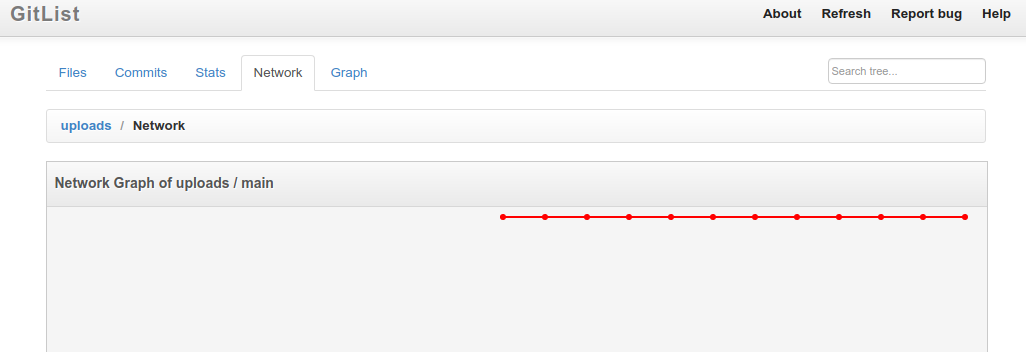 GitList
About Refresh Report bug Help
Files Commits Stats Network Graph
Search tree...
uploads / Network
Network Graph of uploads / main